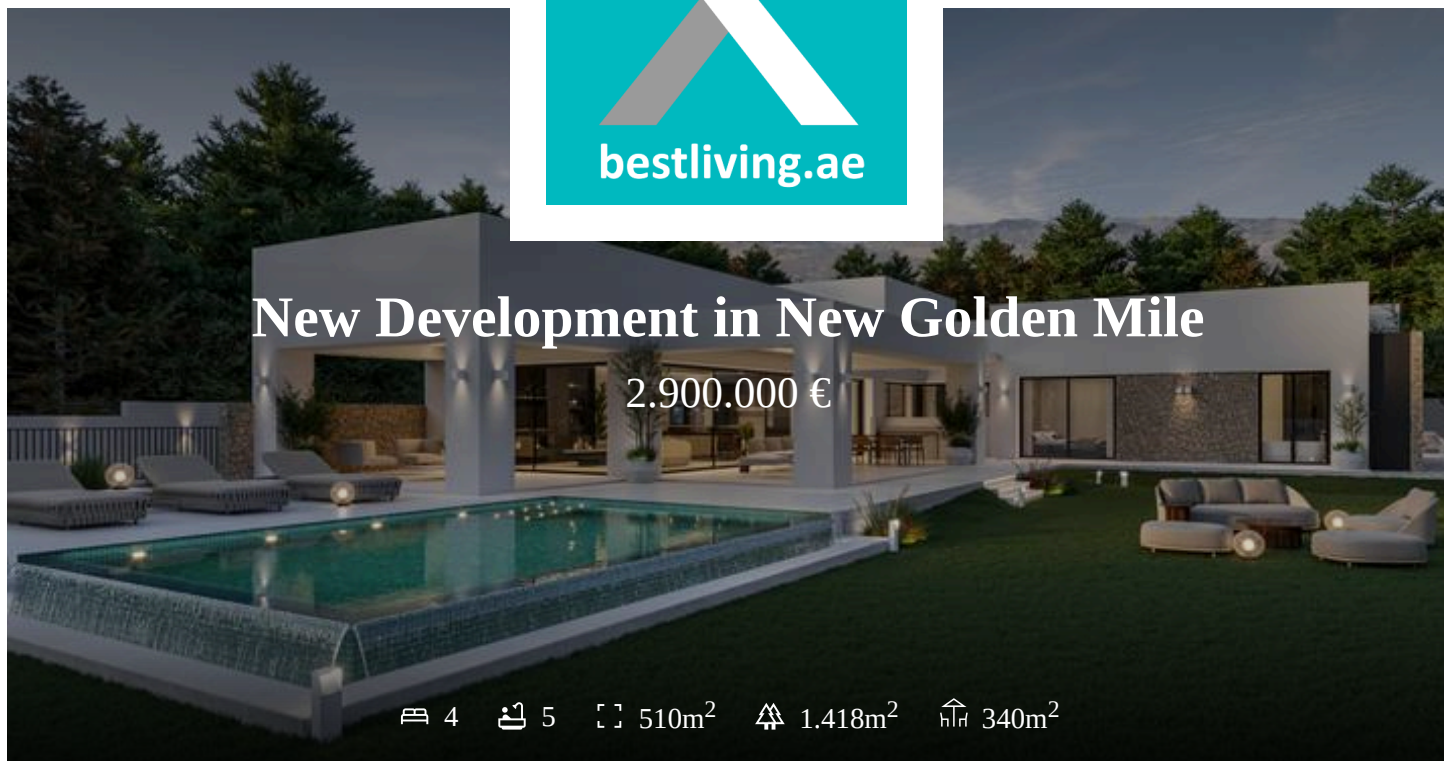 bestliving.ae
New Development in New Golden Mile
2.900.000 €
4 5 510m² 1.418m² 340m²